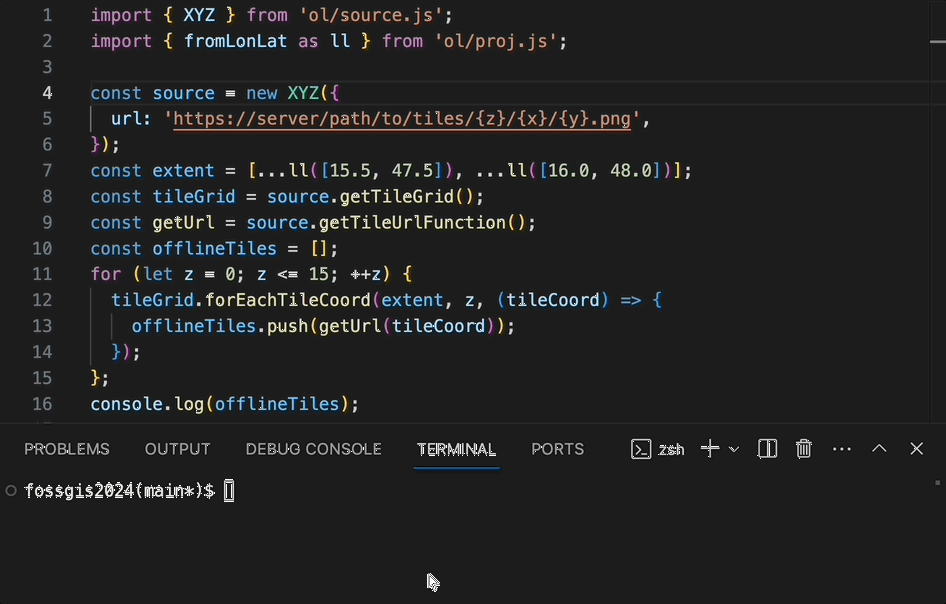 1 import { XYZ } from 'ol/source.js';
2 import { fromLonLat as ll } from 'ol/proj.js';
3
4 const source = new XYZ({
5 url: 'https://server/path/to/tiles/{z}/{x}/{y}.png',
6 });
7 const extent = [...ll([15.5, 47.5]), ...ll([16.0, 48.0])];
8 const tileGrid = source.getTileGrid();
9 const getUrl = source.getTileUrlFunction();
10 const offlineTiles = [];
11 for (let z = 0; z <= 15; ++z) {
12 tileGrid.forEachTileCoord(extent, z, (tileCoord) => {
13 offlineTiles.push(getUrl(tileCoord));
14 });
15 };
16 console.log(offlineTiles);
PROBLEMS OUTPUT DEBUG CONSOLE TERMINAL PORTS zsh
fossgis2024(main*)$